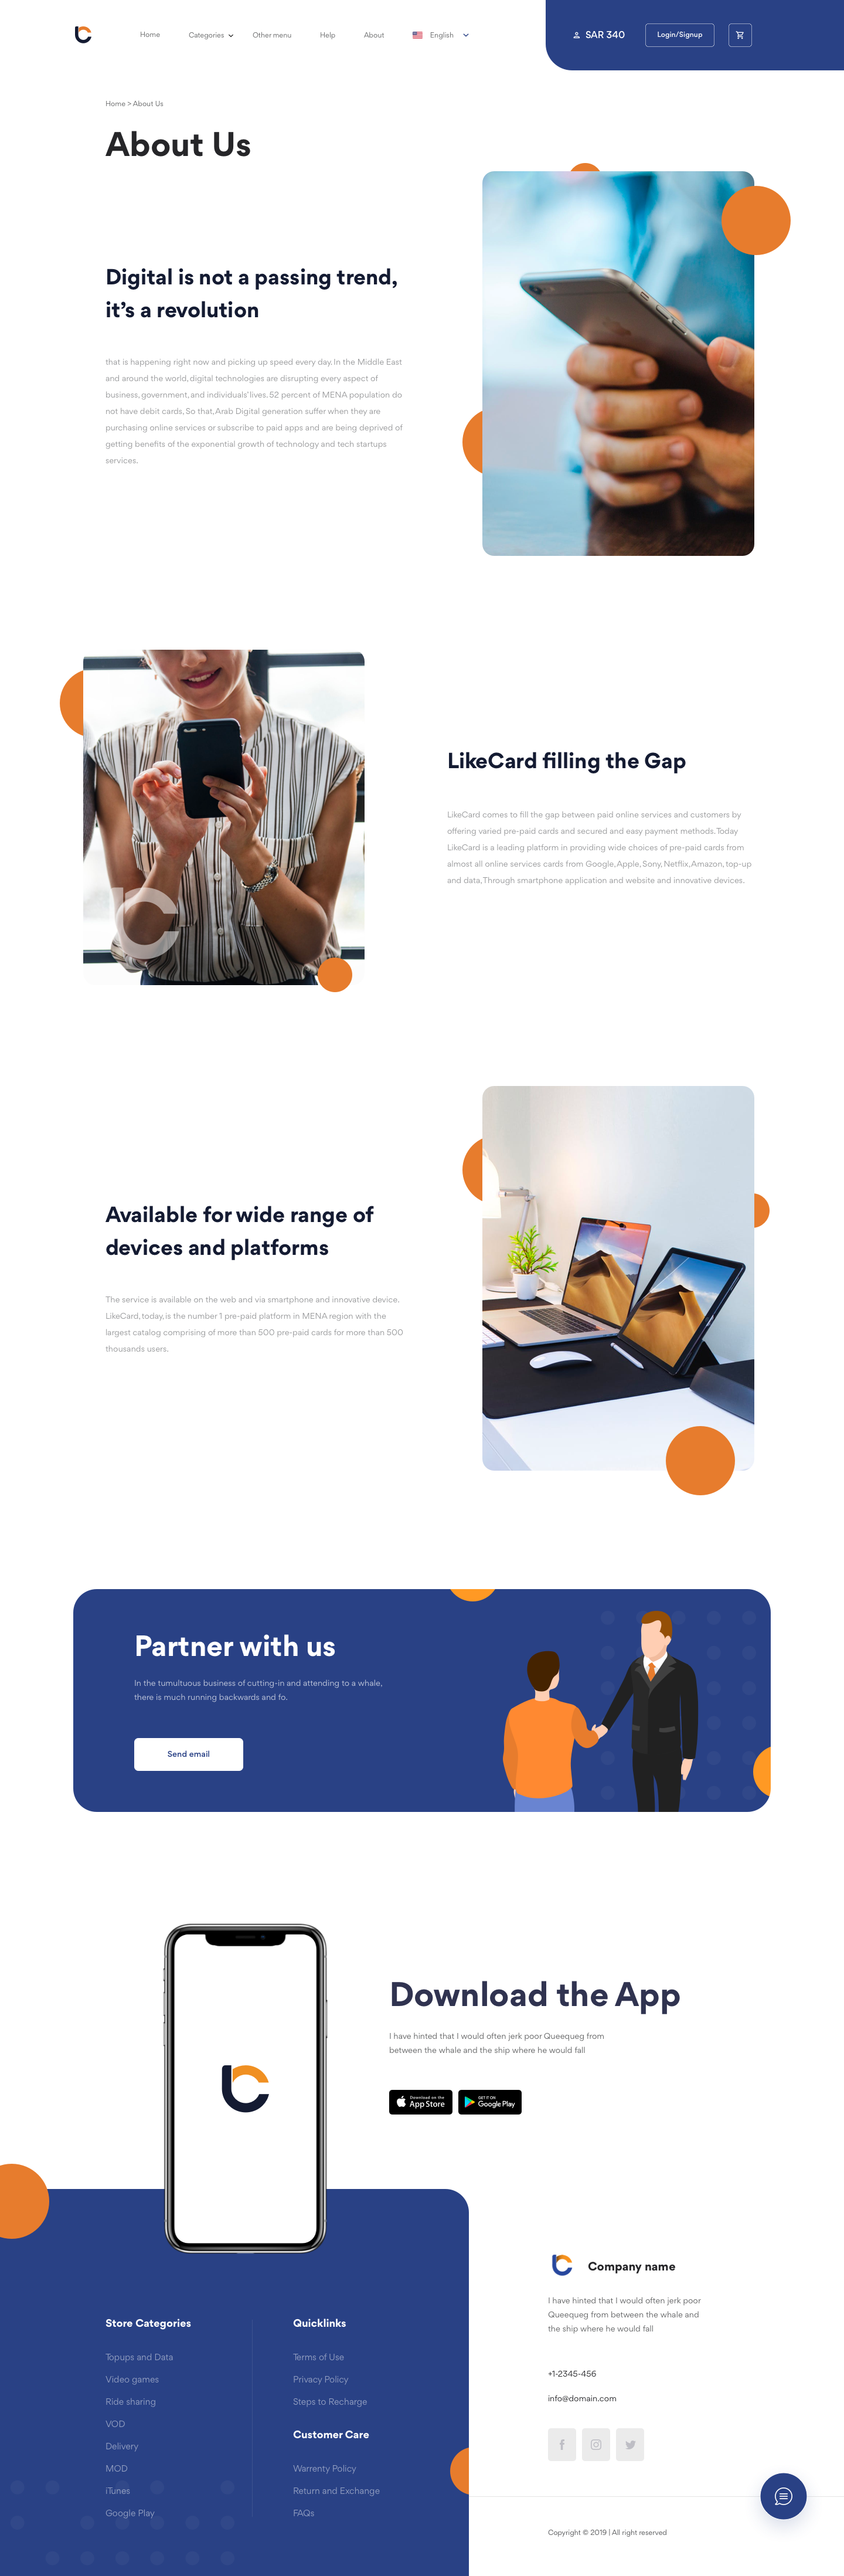 Home
Categories
Other menu
Help
About
English
SAR 340
Login/Signup
Home > About Us
About Us
Digital is not a passing trend,
it’s a revolution
that is happening right now and picking up speed every day. In the Middle East
and around the world, digital technologies are disrupting every aspect of
business, government, and individuals’ lives. 52 percent of MENA population do
not have debit cards, So that, Arab Digital generation suffer when they are
purchasing online services or subscribe to paid apps and are being deprived of
getting benefits of the exponential growth of technology and tech startups
services.
LikeCard filling the Gap
LikeCard comes to fill the gap between paid online services and customers by
offering varied pre-paid cards and secured and easy payment methods. Today
LikeCard is a leading platform in providing wide choices of pre-paid cards from
almost all online services cards from Google, Apple, Sony, Netflix, Amazon, top-up
and data, Through smartphone application and website and innovative devices.
Available for wide range of
devices and platforms
The service is available on the web and via smartphone and innovative device.
LikeCard, today, is the number 1 pre-paid platform in MENA region with the
largest catalog comprising of more than 500 pre-paid cards for more than 500
thousands users.
Partner with us
In the tumultuous business of cutting-in and attending to a whale,
there is much running backwards and fo.
Send email
Download the App
I have hinted that I would often jerk poor Queequeg from
between the whale and the ship where he would fall
Download on the
App Store
GET IT ON
Google Play
Store Categories
Topups and Data
Video games
Ride sharing
VOD
Delivery
MOD
iTunes
Google Play
Quicklinks
Terms of Use
Privacy Policy
Steps to Recharge
Customer Care
Warrenty Policy
Return and Exchange
FAQs
Company name
I have hinted that I would often jerk poor
Queequeg from between the whale and
the ship where he would fall
+1-2345-456
info@domain.com
Copyright © 2019 | All right reserved